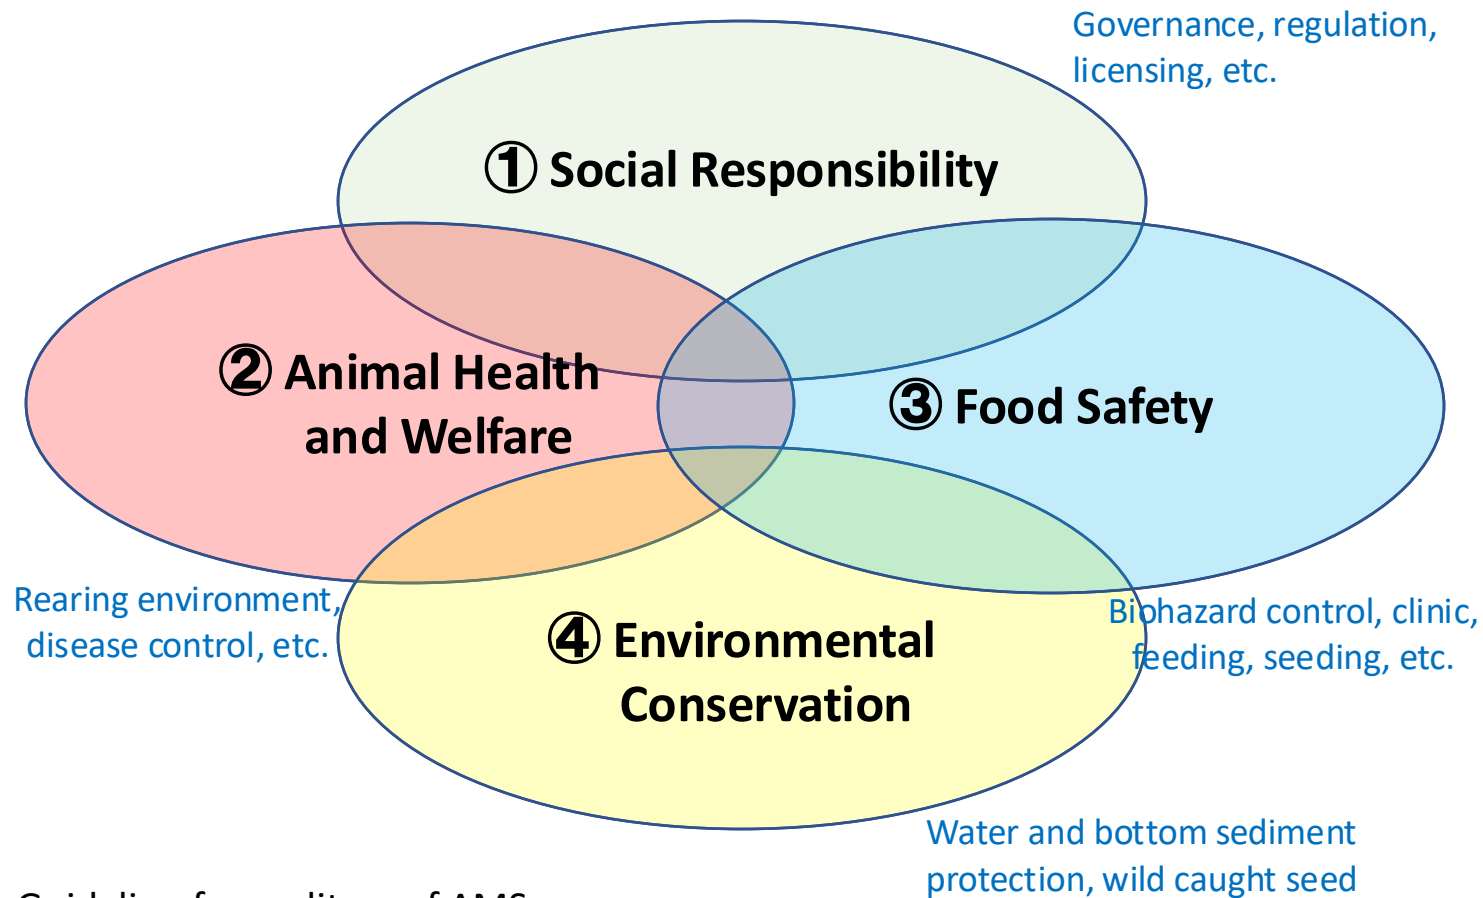 Governance, regulation,
licensing, etc.
① Social Responsibility
② Animal Health
and Welfare
③ Food Safety
Rearing environment,
disease control, etc.
Biohazard control, clinic,
feeding, seeding, etc.
④ Environmental
Conservation
Water and bottom sediment
protection, wild caught seed